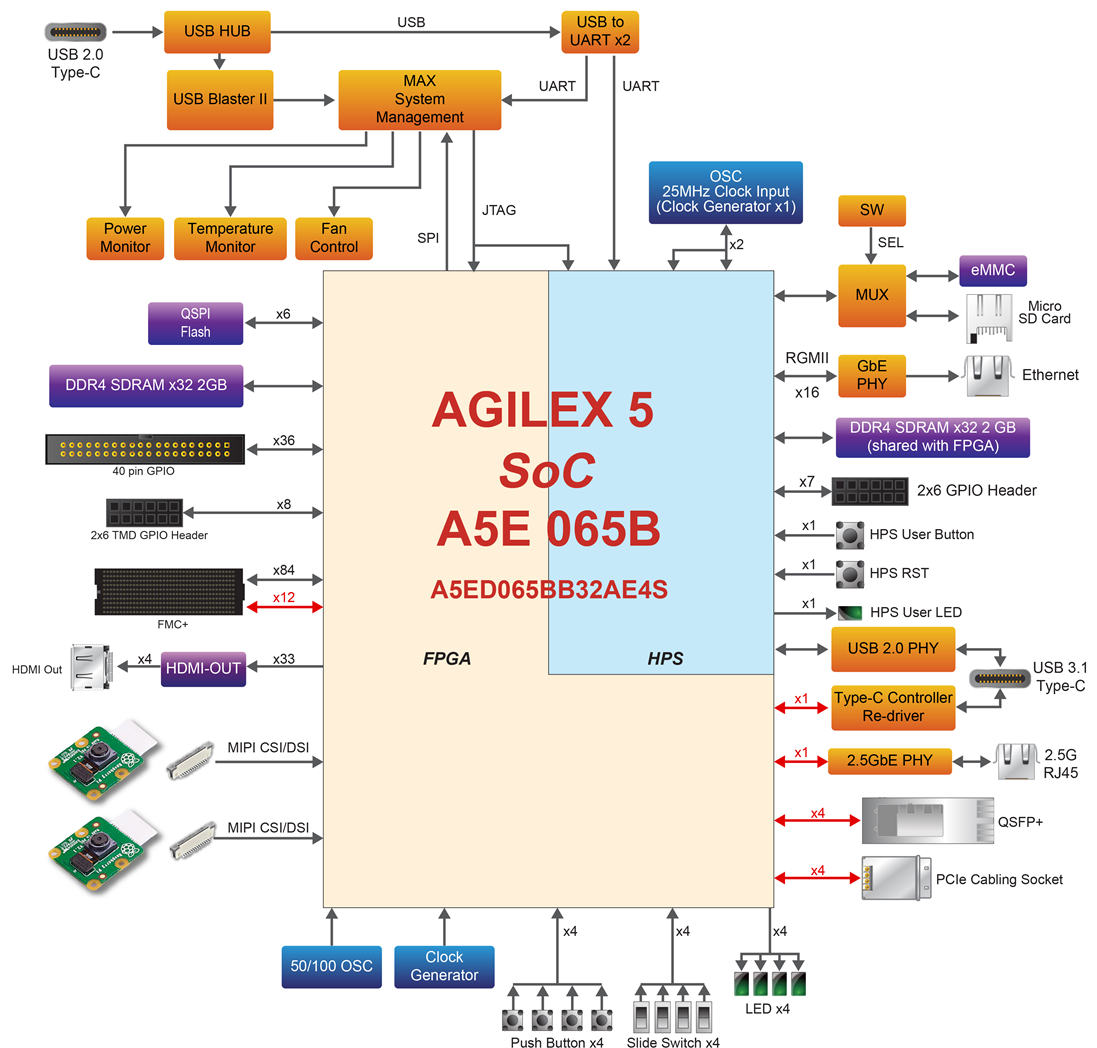 USB 2.0
Type-C
USB HUB
USB
USB to
UART x2
USB Blaster II
MAX
System
Management
UART
UART
Power
Monitor
Temperature
Monitor
Fan
Control
SPI
JTAG
OSC
25MHz Clock Input
(Clock Generator x1)
x2
SW
SEL
MUX
eMMC
Micro
SD Card
QSPI
Flash
x6
RGMII
x16
GbE
PHY
Ethernet
DDR4 SDRAM x32 2GB
DDR4 SDRAM x32 2 GB
(shared with FPGA)
AGILEX 5
SoC
A5E 065B
A5ED065BB32AE4S
FPGA
HPS
x36
40 pin GPIO
x7
2x6 GPIO Header
x8
2x6 TMD GPIO Header
x1
HPS User Button
x1
HPS RST
x84
x12
FMC+
x1
HPS User LED
HDMI Out
x4
HDMI-OUT
x33
USB 2.0 PHY
USB 3.1
Type-C
x1
Type-C Controller
Re-driver
MIPI CSI/DSI
x1
2.5GbE PHY
2.5G
RJ45
MIPI CSI/DSI
x4
QSFP+
x4
PCIe Cabling Socket
50/100 OSC
Clock
Generator
x4
Push Button x4
x4
Slide Switch x4
x4
LED x4